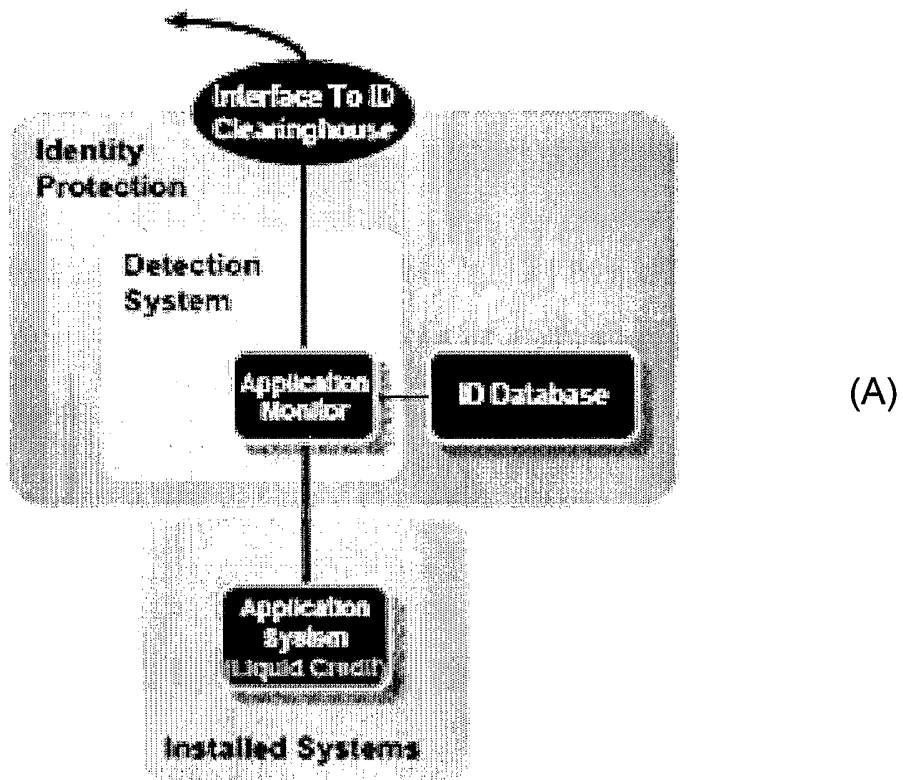 Interface To ID
Clearinghouse
Identity
Protection
Detection
System
Application
Monitor
ID Database
(A)
Application
System
(Liquid Credit)
Installed Systems